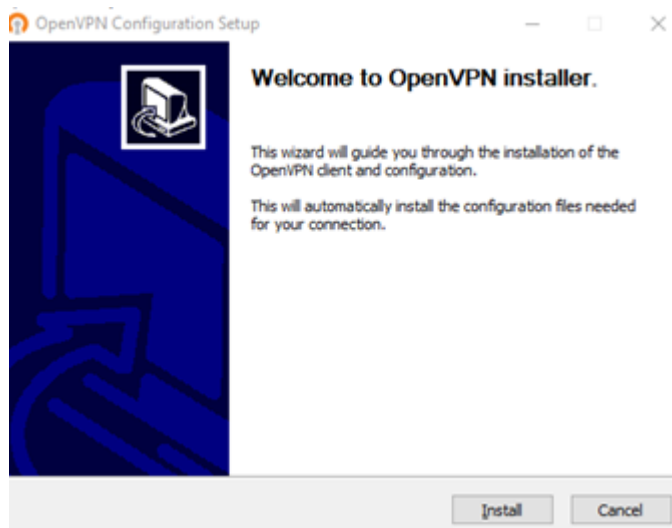 OpenVPN Configuration Setup
Welcome to OpenVPN installer.
This wizard will guide you through the installation of the
OpenVPN client and configuration.
This will automatically install the configuration files needed
for your connection.
Install
Cancel